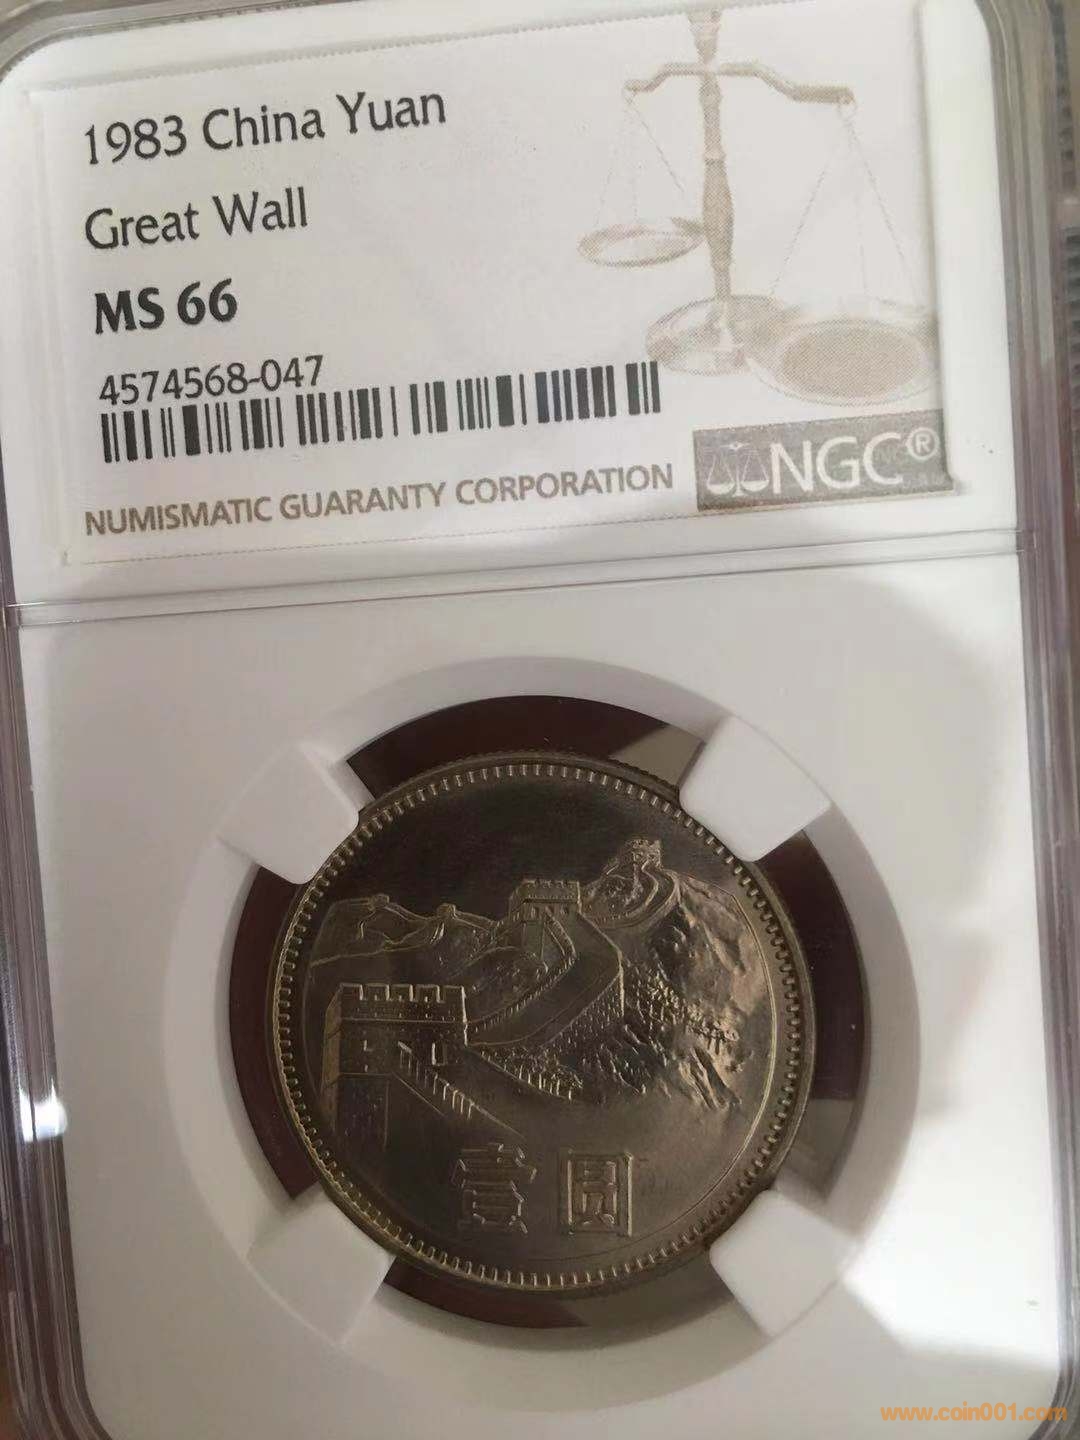 1983 China Yuan
Great Wall
MS 66
4574568-047
NUMISMATIC GUARANTY CORPORATION
NGC®
壹圆
www.coin001.com